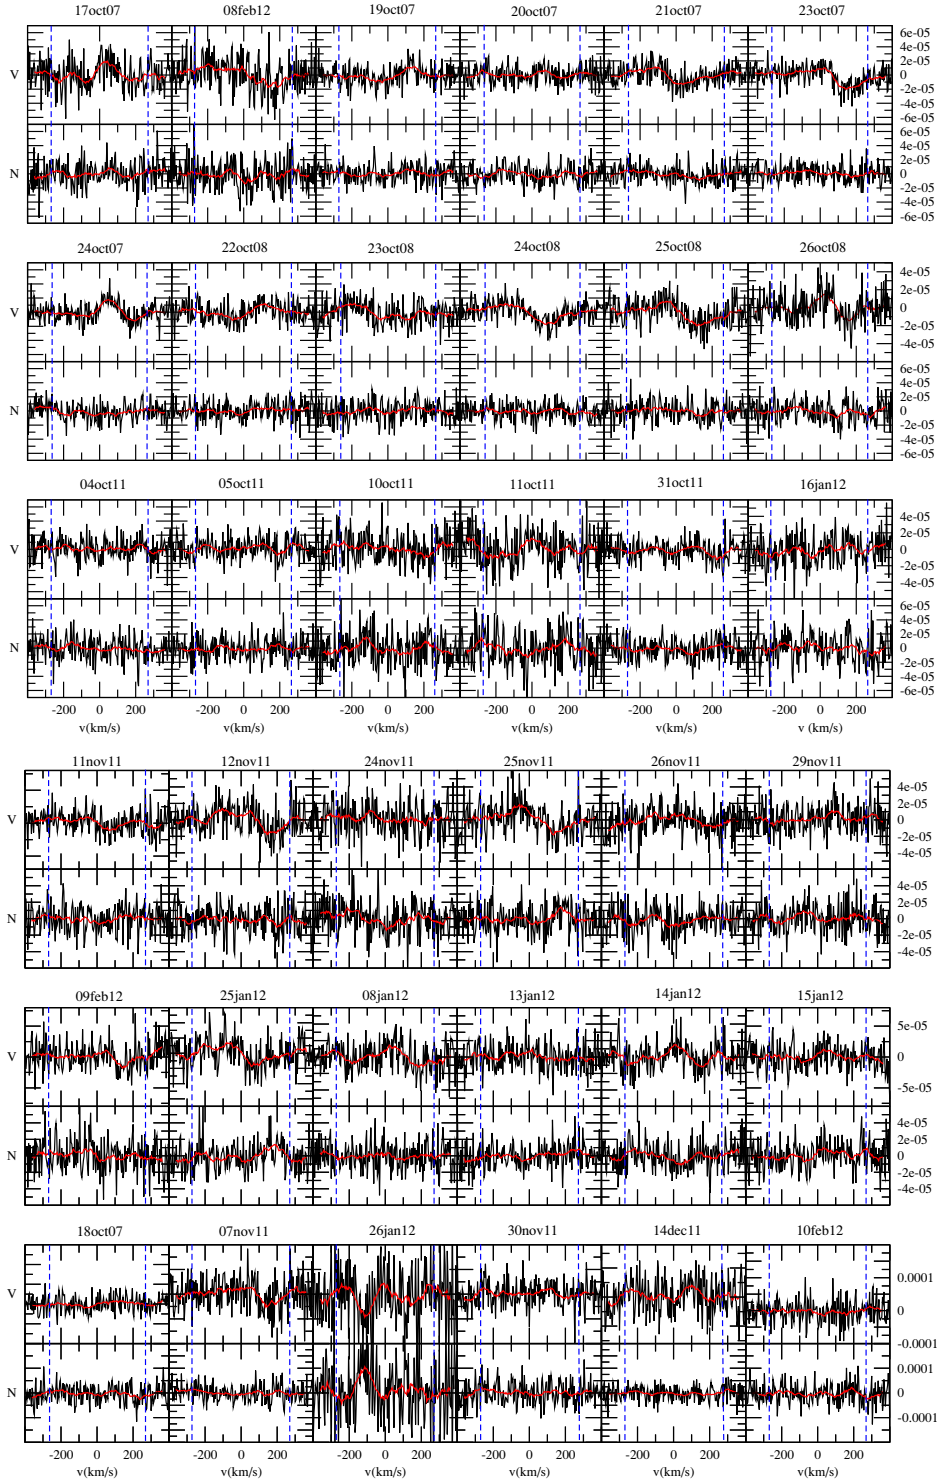 17oct07 08feb12 19oct07 20oct07 21oct07 23oct07
6e-05
4e-05
2e-05
V 0
-2e-05
-4e-05
-6e-05
6e-05
4e-05
2e-05
N 0
-2e-05
-4e-05
-6e-05
24oct07 22oct08 23oct08 24oct08 25oct08 26oct08
4e-05
2e-05
V 0
-2e-05
-4e-05
6e-05
4e-05
2e-05
N 0
-2e-05
-4e-05
-6e-05
04oct11 05oct11 10oct11 11oct11 31oct11 16jan12
4e-05
2e-05
V 0
-2e-05
-4e-05
6e-05
4e-05
2e-05
N 0
-2e-05
-4e-05
-6e-05
-200 0 200 -200 0 200 -200 0 200 -200 0 200 -200 0 200 -200 0 200
v(km/s) v(km/s) v(km/s) v(km/s) v(km/s) v (km/s)
11nov11 12nov11 24nov11 25nov11 26nov11 29nov11
4e-05
2e-05
V 0
-2e-05
-4e-05
4e-05
2e-05
N 0
-2e-05
-4e-05
09feb12 25jan12 08jan12 13jan12 14jan12 15jan12
5e-05
V 0
-5e-05
4e-05
2e-05
N 0
-2e-05
-4e-05
18oct07 07nov11 26jan12 30nov11 14dec11 10feb12
0.0001
V
0
-0.0001
0.0001
N 0
-0.0001
-200 0 200 -200 0 200 -200 0 200 -200 0 200 -200 0 200 -200 0 200
v(km/s) v(km/s) v(km/s) v(km/s) v(km/s) v(km/s)